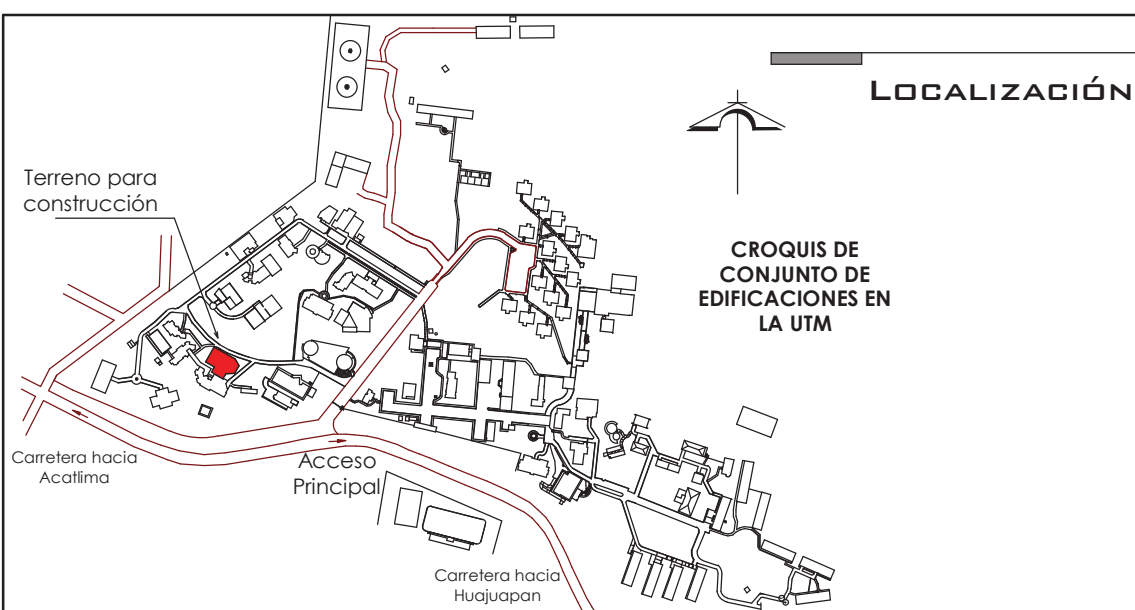 LOCALIZACIÓN
Terreno para
construcción
CROQUIS DE
CONJUNTO DE
EDIFICACIONES EN
LA UTM
Carretera hacia
Acatlima
Acceso
Principal
Carretera hacia
Huajuapan